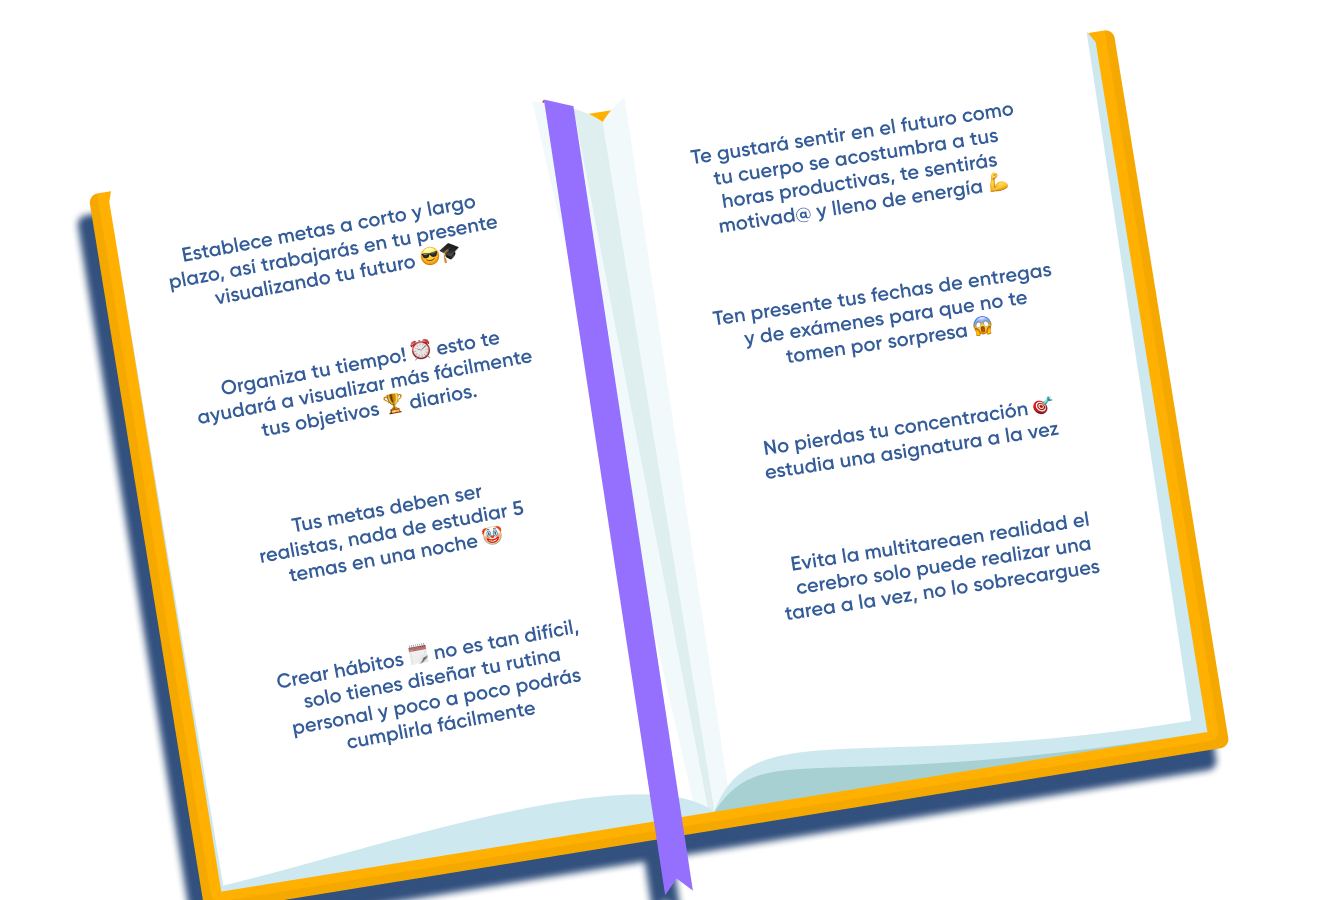 Establece metas a corto y largo
plazo, así trabajarás en tu presente
visualizando tu futuro 😎🎓
Organiza tu tiempo! ⏰ esto te
ayudará a visualizar más fácilmente
tus objetivos 🏆 diarios.
Tus metas deben ser
realistas, nada de estudiar 5
temas en una noche 🤡
Crear hábitos 🗒️ no es tan difícil,
solo tienes diseñar tu rutina
personal y poco a poco podrás
cumplirla fácilmente
Te gustará sentir en el futuro como
tu cuerpo se acostumbra a tus
horas productivas, te sentirás
motivad@ y lleno de energía 💪
Ten presente tus fechas de entregas
y de exámenes para que no te
tomen por sorpresa 😱
No pierdas tu concentración 🎯
estudia una asignatura a la vez
Evita la multitareaen realidad el
cerebro solo puede realizar una
tarea a la vez, no lo sobrecargues